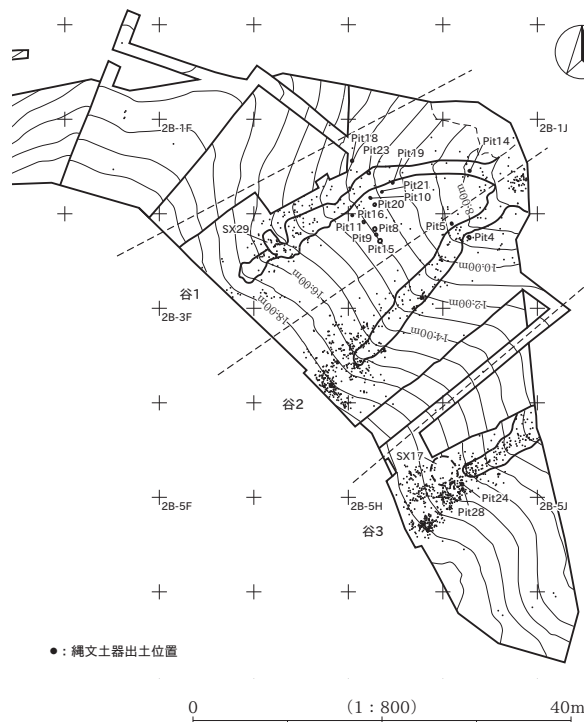 2B-1F
2B-1J
Pit18
Pit23
Pit19
Pit14
Pit21
Pit10
Pit20
Pit16
Pit11
Pit8
Pit9
Pit15
Pit5
Pit4
SX29
8:00m
10:00m
12:00m
14:00m
16:00m
18:00m
谷1
2B-3F
谷2
SX17
2B-5F
2B-5H
Pit24
2B-5J
Pit28
谷3
●：縄文土器出土位置
0
(1：800)
40m